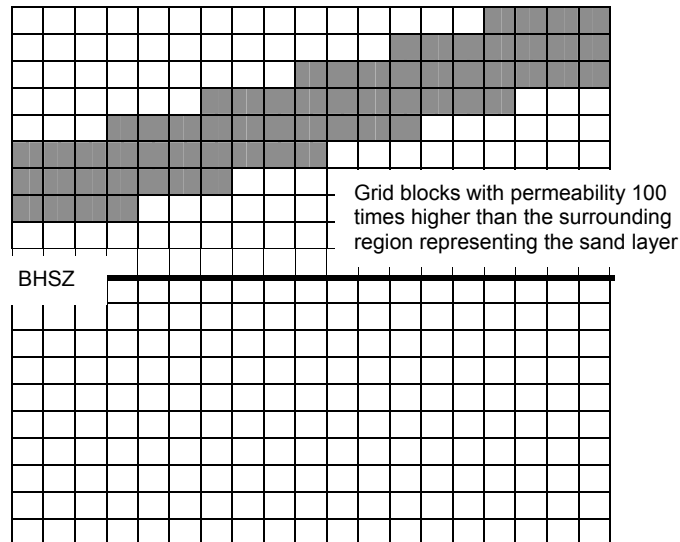 Grid blocks with permeability 100
times higher than the surrounding
region representing the sand layer
BHSZ